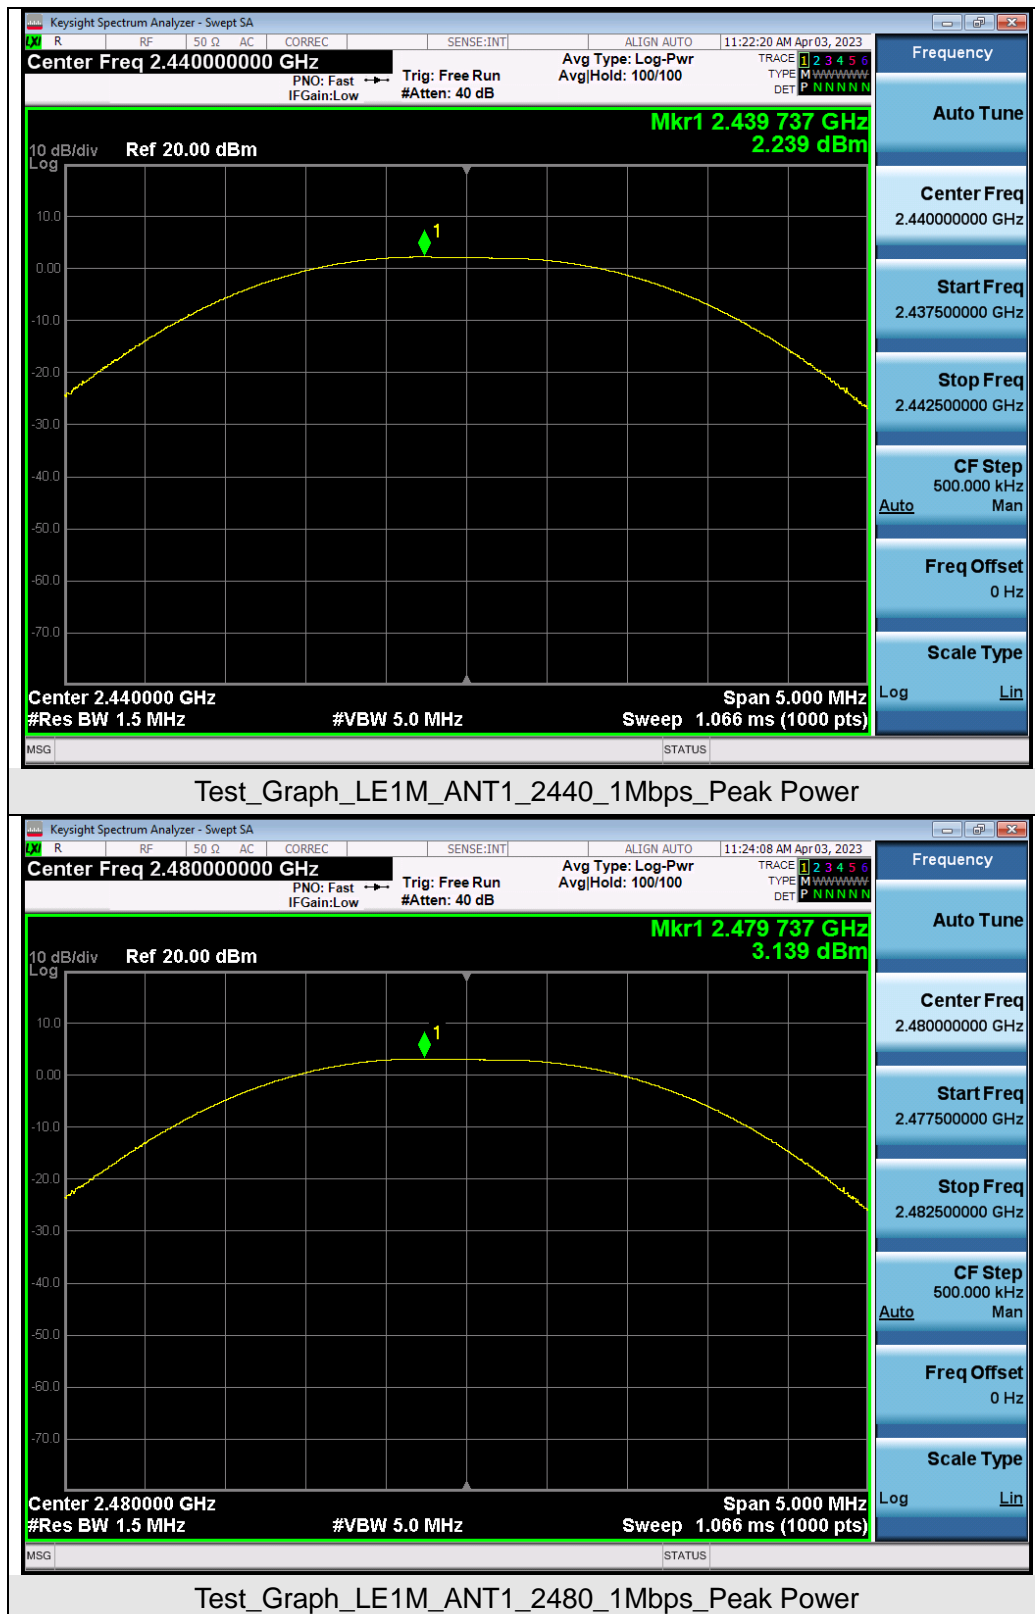 Keysight Spectrum Analyzer - Swept SA
LXI R RF 50 Ω AC CORREC SENSE:INT ALIGN AUTO 11:22:20 AM Apr 03, 2023
Center Freq 2.440000000 GHz
PNO: Fast
IFGain:Low
Trig: Free Run
#Atten: 40 dB
Avg Type: Log-Pwr
Avg|Hold: 100/100
TRACE 1 2 3 4 5 6
TYPE M WWWWW
DET P N N N N N
Mkr1 2.439 737 GHz
2.239 dBm
10 dB/div Ref 20.00 dBm
Log
10.0
1
0.00
-10.0
-20.0
-30.0
-40.0
-50.0
-60.0
-70.0
Center 2.440000 GHz Span 5.000 MHz
#Res BW 1.5 MHz #VBW 5.0 MHz Sweep 1.066 ms (1000 pts)
MSG STATUS
Frequency
Auto Tune
Center Freq
2.440000000 GHz
Start Freq
2.437500000 GHz
Stop Freq
2.442500000 GHz
CF Step
500.000 kHz
Auto Man
Freq Offset
0 Hz
Scale Type
Log Lin
Test_Graph_LE1M_ANT1_2440_1Mbps_Peak Power
Keysight Spectrum Analyzer - Swept SA
LXI R RF 50 Ω AC CORREC SENSE:INT ALIGN AUTO 11:24:08 AM Apr 03, 2023
Center Freq 2.480000000 GHz
PNO: Fast
IFGain:Low
Trig: Free Run
#Atten: 40 dB
Avg Type: Log-Pwr
Avg|Hold: 100/100
TRACE 1 2 3 4 5 6
TYPE M WWWWW
DET P N N N N N
Mkr1 2.479 737 GHz
3.139 dBm
10 dB/div Ref 20.00 dBm
Log
10.0
1
0.00
-10.0
-20.0
-30.0
-40.0
-50.0
-60.0
-70.0
Center 2.480000 GHz Span 5.000 MHz
#Res BW 1.5 MHz #VBW 5.0 MHz Sweep 1.066 ms (1000 pts)
MSG STATUS
Frequency
Auto Tune
Center Freq
2.480000000 GHz
Start Freq
2.477500000 GHz
Stop Freq
2.482500000 GHz
CF Step
500.000 kHz
Auto Man
Freq Offset
0 Hz
Scale Type
Log Lin
Test_Graph_LE1M_ANT1_2480_1Mbps_Peak Power